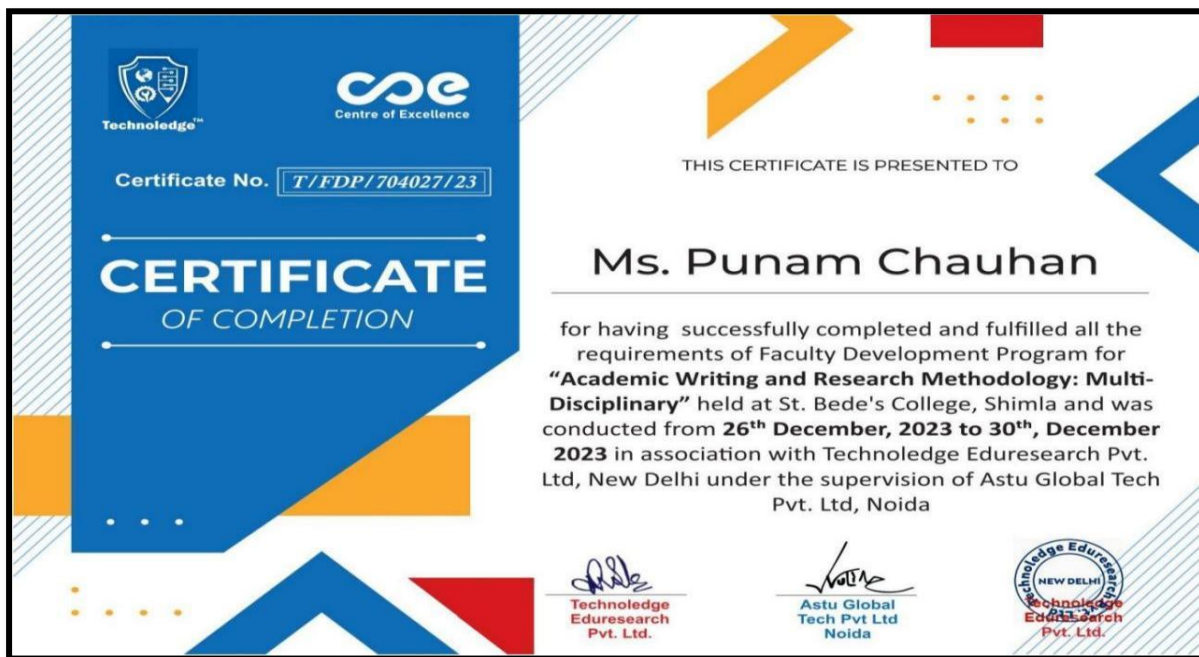 Technoledge™
coe
Centre of Excellence
Certificate No. T/FDP/704027/23
CERTIFICATE
OF COMPLETION
THIS CERTIFICATE IS PRESENTED TO
Ms. Punam Chauhan
for having successfully completed and fulfilled all the
requirements of Faculty Development Program for
“Academic Writing and Research Methodology: Multi-
Disciplinary” held at St. Bede's College, Shimla and was
conducted from 26th December, 2023 to 30th, December
2023 in association with Technoledge Eduresearch Pvt.
Ltd, New Delhi under the supervision of Astu Global Tech
Pvt. Ltd, Noida
Technoledge
Eduresearch
Pvt. Ltd.
Astu Global
Tech Pvt Ltd
Noida
Technoledge Eduresearch
NEW DELHI
Technoledge
Eduresearch
Pvt. Ltd.